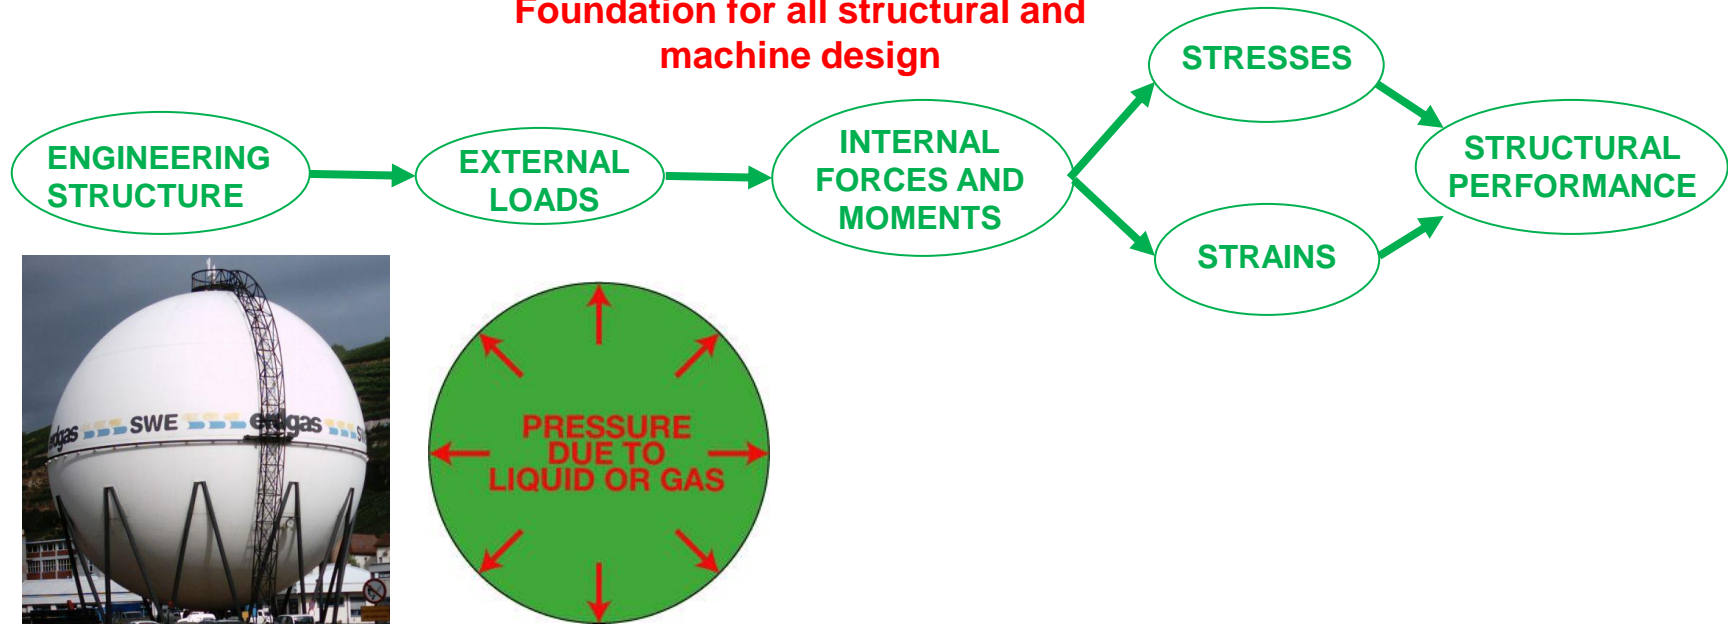 Foundation for all structural and
machine design
STRESSES
ENGINEERING
STRUCTURE
EXTERNAL
LOADS
INTERNAL
FORCES AND
MOMENTS
STRUCTURAL
PERFORMANCE
STRAINS
SWE erdgas
PRESSURE
DUE TO
LIQUID OR GAS